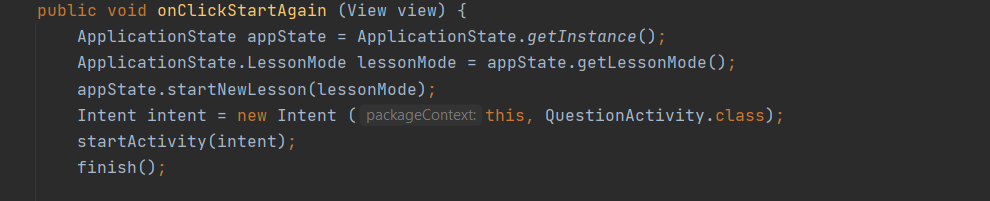 public void onClickStartAgain (View view) {
    ApplicationState appState = ApplicationState.getInstance();
    ApplicationState.LessonMode lessonMode = appState.getLessonMode();
    appState.startNewLesson(lessonMode);
    Intent intent = new Intent ( packageContext: this, QuestionActivity.class);
    startActivity(intent);
    finish();